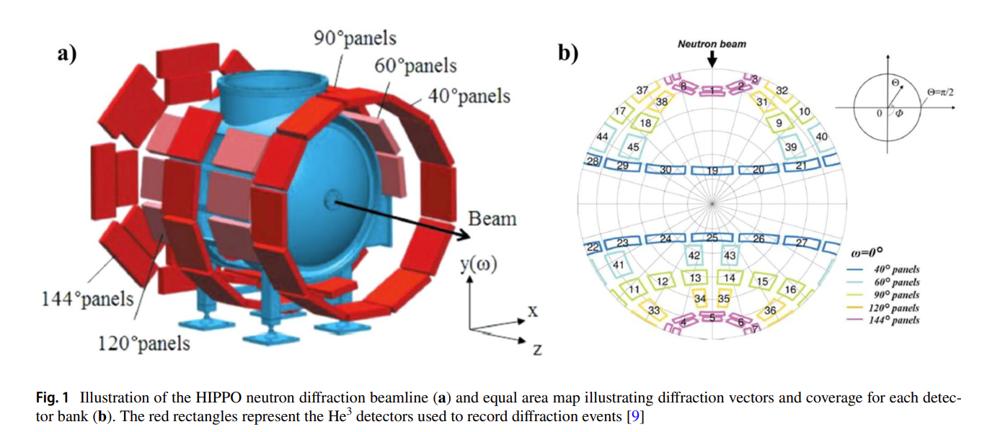 a)
90°panels
60°panels
40°panels
Beam
y(ω)
x
z
144°panels
120°panels
b)
Neutron beam
37
8
1
2
3
32
38
31
17
10
18
9
44
40
45
39
28
29
30
19
20
21
22
23
24
25
26
27
41
42
43
11
12
13
14
15
16
33
34
35
36
4
5
6
7
Θ
Θ=π/2
0
Φ
ω=0°
40° panels
60° panels
90° panels
120° panels
144° panels
Fig. 1 Illustration of the HIPPO neutron diffraction beamline (a) and equal area map illustrating diffraction vectors and coverage for each detec-
tor bank (b). The red rectangles represent the He³ detectors used to record diffraction events [9]